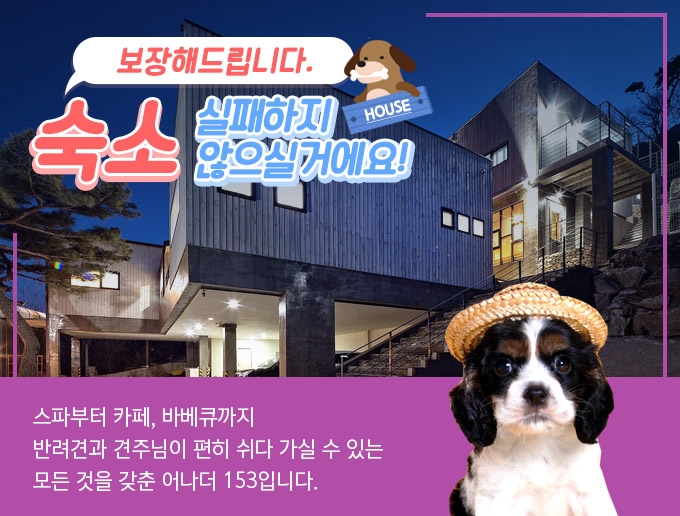 보장해드립니다.
숙소 실패하지
않으실거에요!
HOUSE
스파부터 카페, 바베큐까지
반려견과 견주님이 편히 쉬다 가실 수 있는
모든 것을 갖춘 어나더 153입니다.